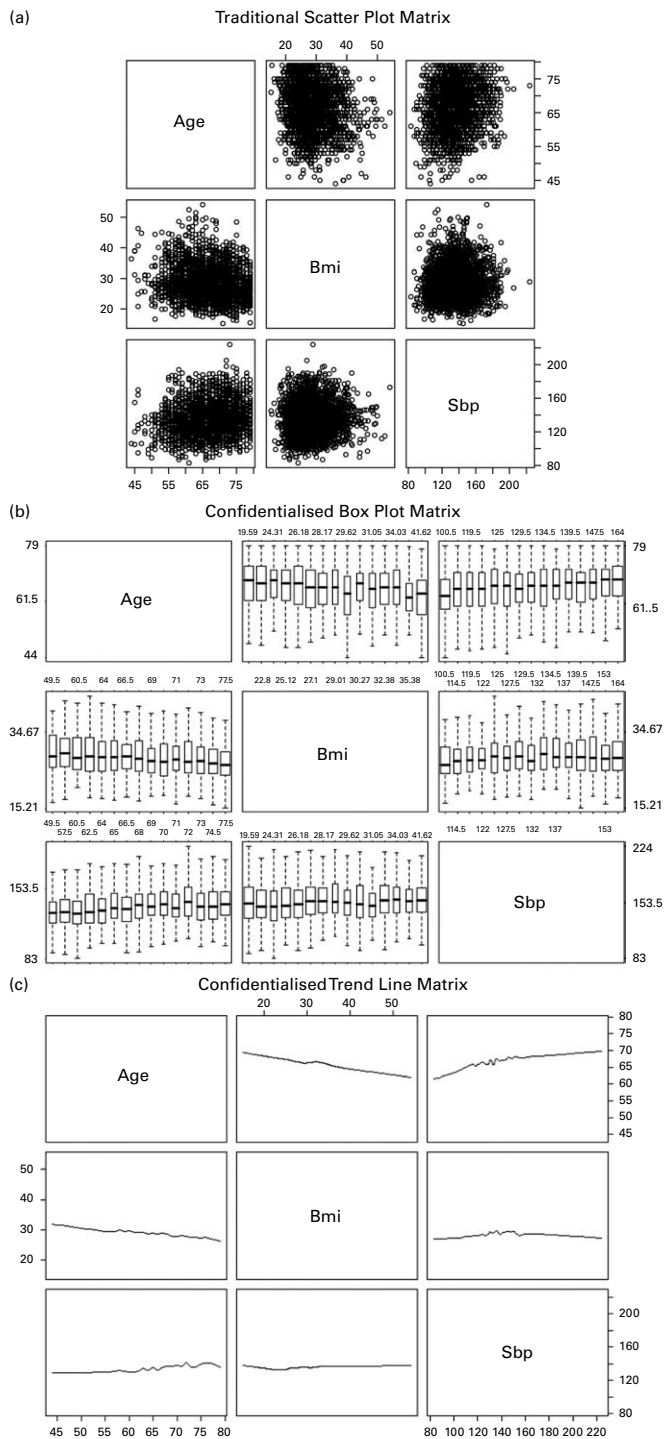 (a) Traditional Scatter Plot Matrix
20 30 40 50
Age
75
65
55
45
50
40
30
20
Bmi
Sbp
200
160
120
80
45 55 65 75 80 80 120 140 160 200
(b) Confidentialised Box Plot Matrix
19.59 24.31 26.18 28.17 29.62 31.05 34.03 41.62 100.5 119.5 125 129.5 134.5 139.5 147.5 164
79
61.5
44
Age
79
61.5
44
49.5 60.5 64 66.5 69 71 73 77.5
22.8 25.12 27.1 29.01 30.27 32.38 35.38
100.5 119.5 125 129.5 134.5 139.5 147.5 164
114.5 122 127.5 132 137 153
34.67
15.21
Bmi
34.67
15.21
49.5 60.5 64 66.5 69 71 73 77.5
57.5 62.5 65 68 70 72 74.5
19.59 24.31 26.18 28.17 29.62 31.05 34.03 41.62
114.5 122 127.5 132 137 153
153.5
83
Sbp
224
153.5
83
(c) Confidentialised Trend Line Matrix
20 30 40 50
Age
80
75
70
65
60
55
50
45
50
40
30
20
Bmi
Sbp
200
160
120
80
45 50 55 60 65 70 75 80 80 100 120 140 160 180 200 220